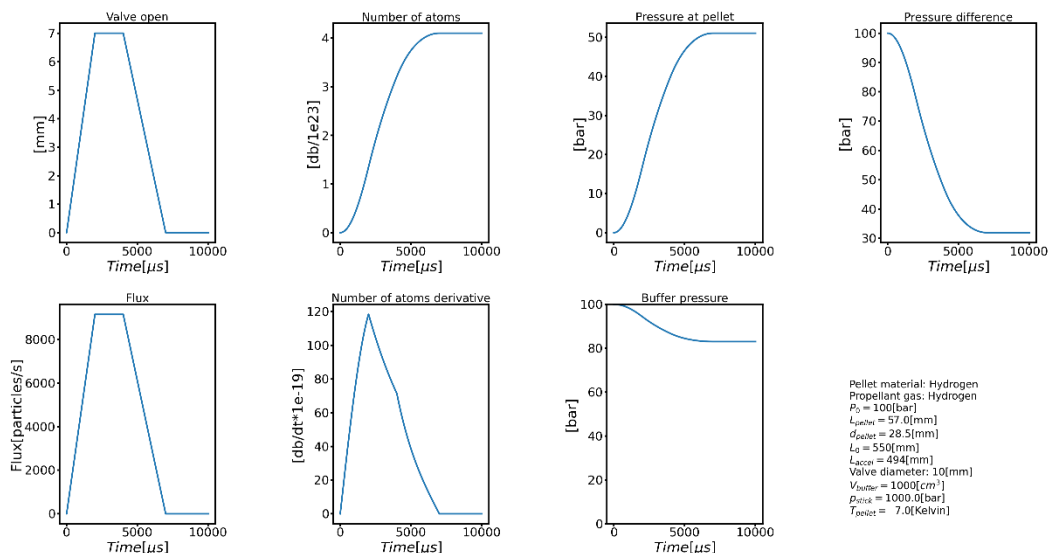 Valve open
7
6
5
4
3
2
1
0
[mm]
0 5000 10000
Time[μs]
Number of atoms
4
3
2
1
0
[db/1e23]
0 5000 10000
Time[μs]
Pressure at pellet
50
40
30
20
10
0
[bar]
0 5000 10000
Time[μs]
Pressure difference
100
90
80
70
60
50
40
30
[bar]
0 5000 10000
Time[μs]
Flux
8000
6000
4000
2000
0
Flux[particles/s]
0 5000 10000
Time[μs]
Number of atoms derivative
120
100
80
60
40
20
0
[db/dt*1e-19]
0 5000 10000
Time[μs]
Buffer pressure
100
80
60
40
20
0
[bar]
0 5000 10000
Time[μs]
Pellet material: Hydrogen
Propellant gas: Hydrogen
P₀ = 100[bar]
L_pellet = 57.0[mm]
d_pellet = 28.5[mm]
L₀ = 550[mm]
L_accel = 494[mm]
Valve diameter: 10[mm]
V_buffer = 1000[cm³]
p_stick = 1000.0[bar]
T_pellet = 7.0[Kelvin]